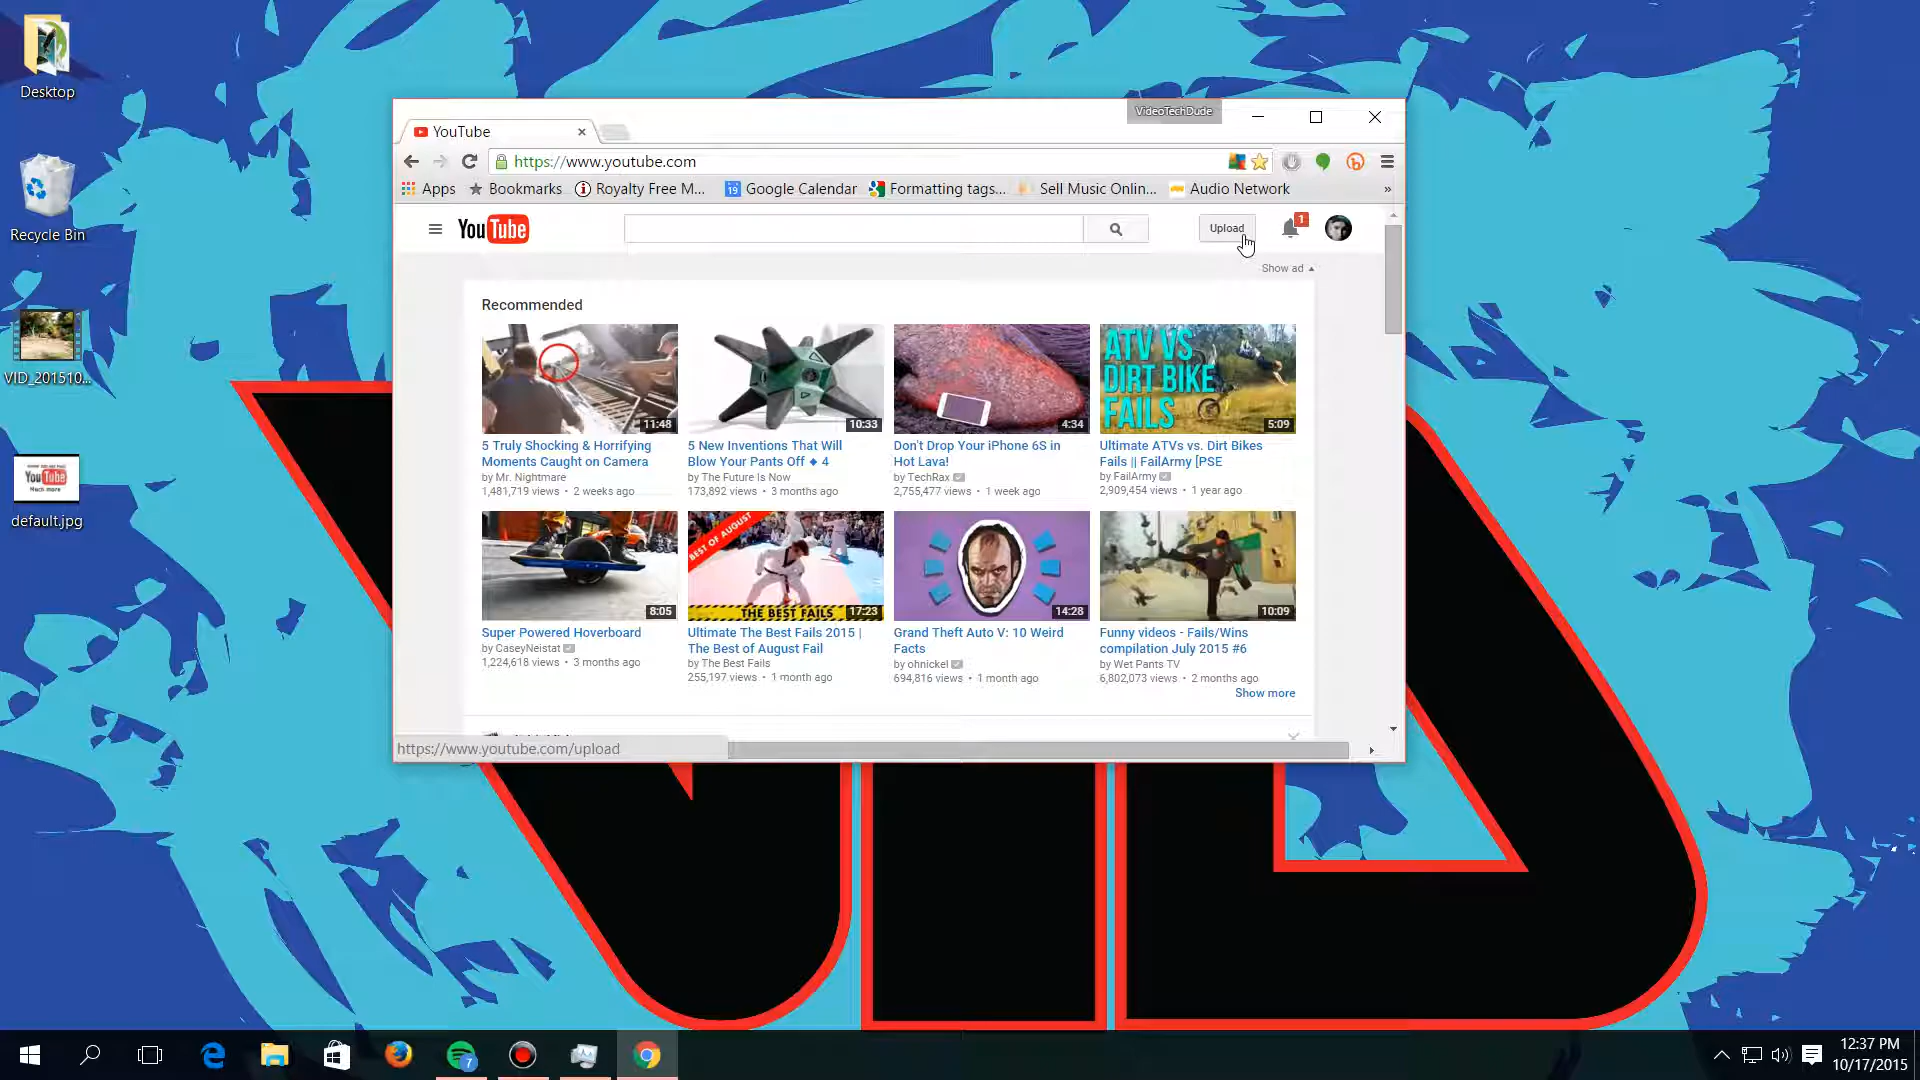 Desktop
Recycle Bin
VID_201510...
YouTube
default.jpg
VideoTechDude
YouTube
https://www.youtube.com
Apps
Bookmarks
Royalty Free M...
19
Google Calendar
Formatting tags...
Sell Music Onlin...
Audio Network
»
YouTube
Upload
1
Show ad
Recommended
11:48
10:33
4:34
ATV VS
DIRT BIKE
FAILS
5:09
5 Truly Shocking & Horrifying
Moments Caught on Camera
by Mr. Nightmare
1,481,719 views • 2 weeks ago
5 New Inventions That Will
Blow Your Pants Off ♦ 4
by The Future Is Now
173,892 views • 3 months ago
Don't Drop Your iPhone 6S in
Hot Lava!
by TechRax
2,755,477 views • 1 week ago
Ultimate ATVs vs. Dirt Bikes
Fails || FailArmy [PSE
by FailArmy
2,909,454 views • 1 year ago
8:05
BEST OF AUGUST
THE BEST FAILS
17:23
14:28
10:09
Super Powered Hoverboard
by CaseyNeistat
1,224,618 views • 3 months ago
Ultimate The Best Fails 2015 |
The Best of August Fail
by The Best Fails
255,197 views • 1 month ago
Grand Theft Auto V: 10 Weird
Facts
by ohnickel
694,816 views • 1 month ago
Funny videos - Fails/Wins
compilation July 2015 #6
by Wet Pants TV
6,802,073 views • 2 months ago
Show more
https://www.youtube.com/upload
7
12:37 PM
10/17/2015